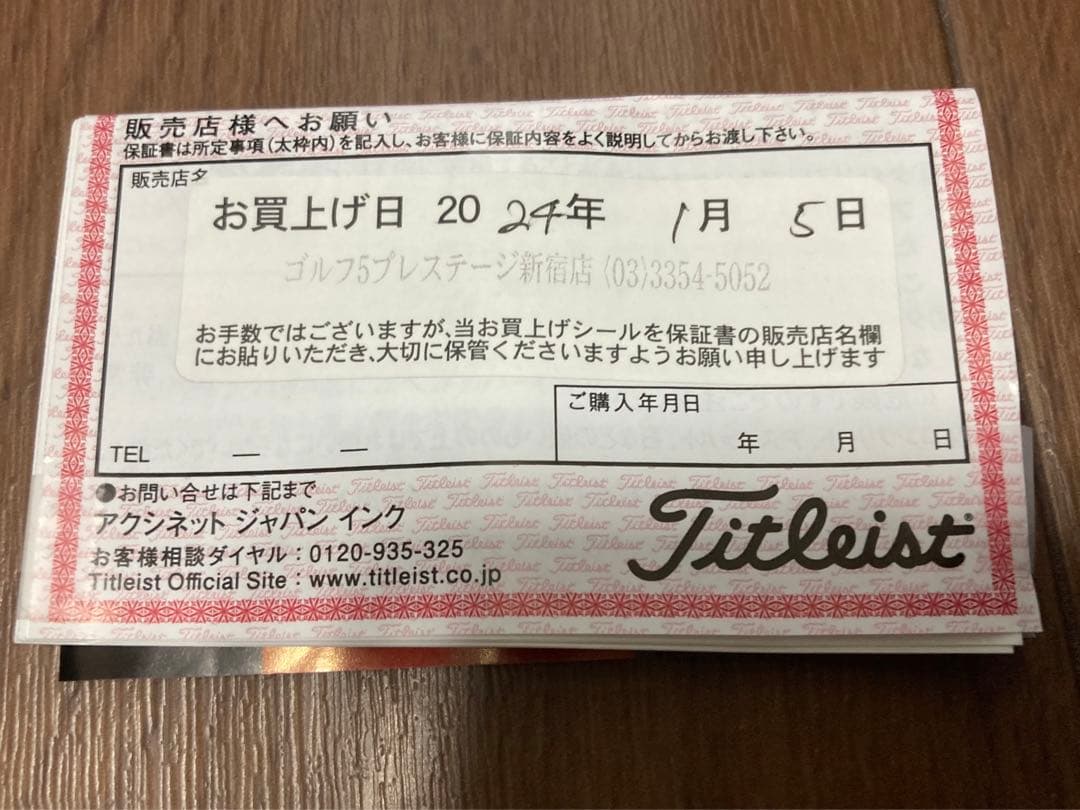 販売店様へお願い
保証書は所定事項(太枠内)を記入し、お客様に保証内容をよく説明してからお渡し下さい。
販売店名
お買上げ日 2024年 1月 5日
ゴルフ5プレステージ新宿店 (03)3354-5052
お手数ではございますが、当お買上げシールを保証書の販売店名欄
にお貼りいただき、大切に保管くださいますようお願い申し上げます
ご購入年月日
年 月 日
TEL — —
●お問い合せは下記まで
アクシネット ジャパン インク
お客様相談ダイヤル:0120-935-325
Titleist Official Site:www.titleist.co.jp
Titleist®